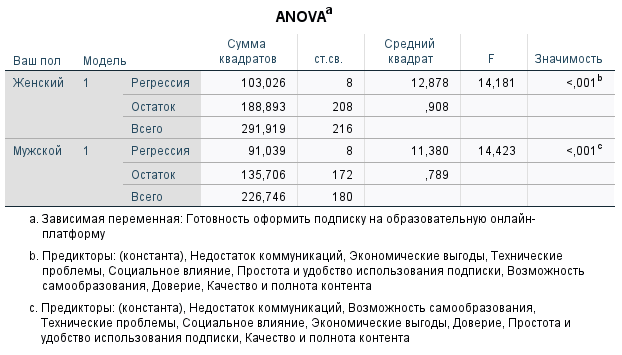 ANOVAa
Сумма квадратов
Средний квадрат
Ваш пол Модель ст.св. F Значимость
Женский 1 Регрессия 103,026 8 12,878 14,181 <,001b
Остаток 188,893 208 ,908
Всего 291,919 216
Мужской 1 Регрессия 91,039 8 11,380 14,423 <,001c
Остаток 135,706 172 ,789
Всего 226,746 180
a. Зависимая переменная: Готовность оформить подписку на образовательную онлайн-
платформу
b. Предикторы: (константа), Недостаток коммуникаций, Экономические выгоды, Технические
проблемы, Социальное влияние, Простота и удобство использования подписки, Возможность
самообразования, Доверие, Качество и полнота контента
c. Предикторы: (константа), Недостаток коммуникаций, Возможность самообразования,
Технические проблемы, Социальное влияние, Экономические выгоды, Доверие, Простота и
удобство использования подписки, Качество и полнота контента